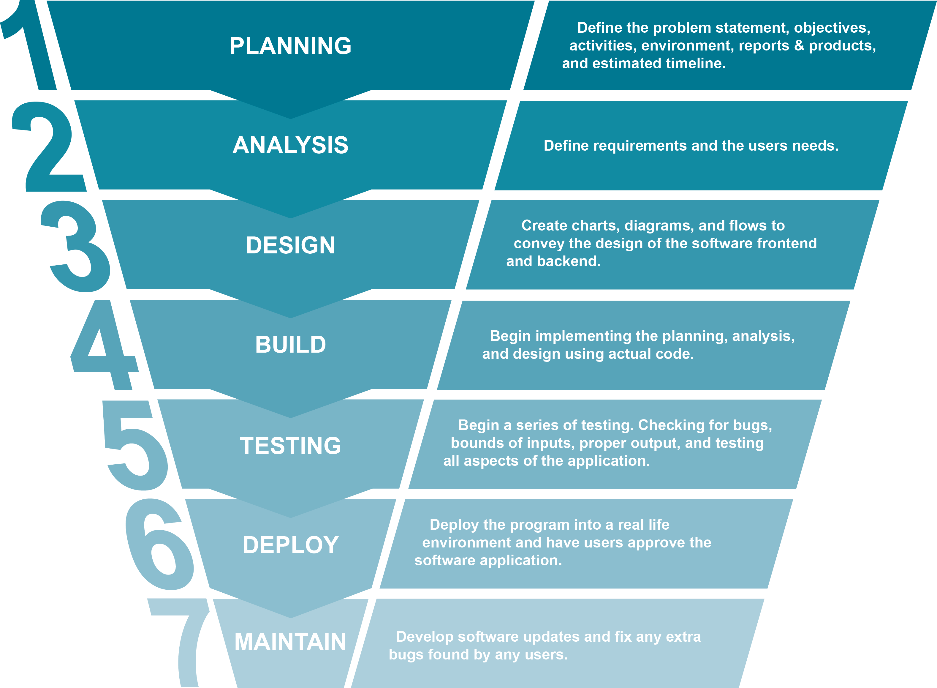 1
PLANNING
Define the problem statement, objectives,
activities, environment, reports & products,
and estimated timeline.
2
ANALYSIS
Define requirements and the users needs.
3
DESIGN
Create charts, diagrams, and flows to
convey the design of the software frontend
and backend.
4
BUILD
Begin implementing the planning, analysis,
and design using actual code.
5
TESTING
Begin a series of testing. Checking for bugs,
bounds of inputs, proper output, and testing
all aspects of the application.
6
DEPLOY
Deploy the program into a real life
environment and have users approve the
software application.
7
MAINTAIN
Develop software updates and fix any extra
bugs found by any users.